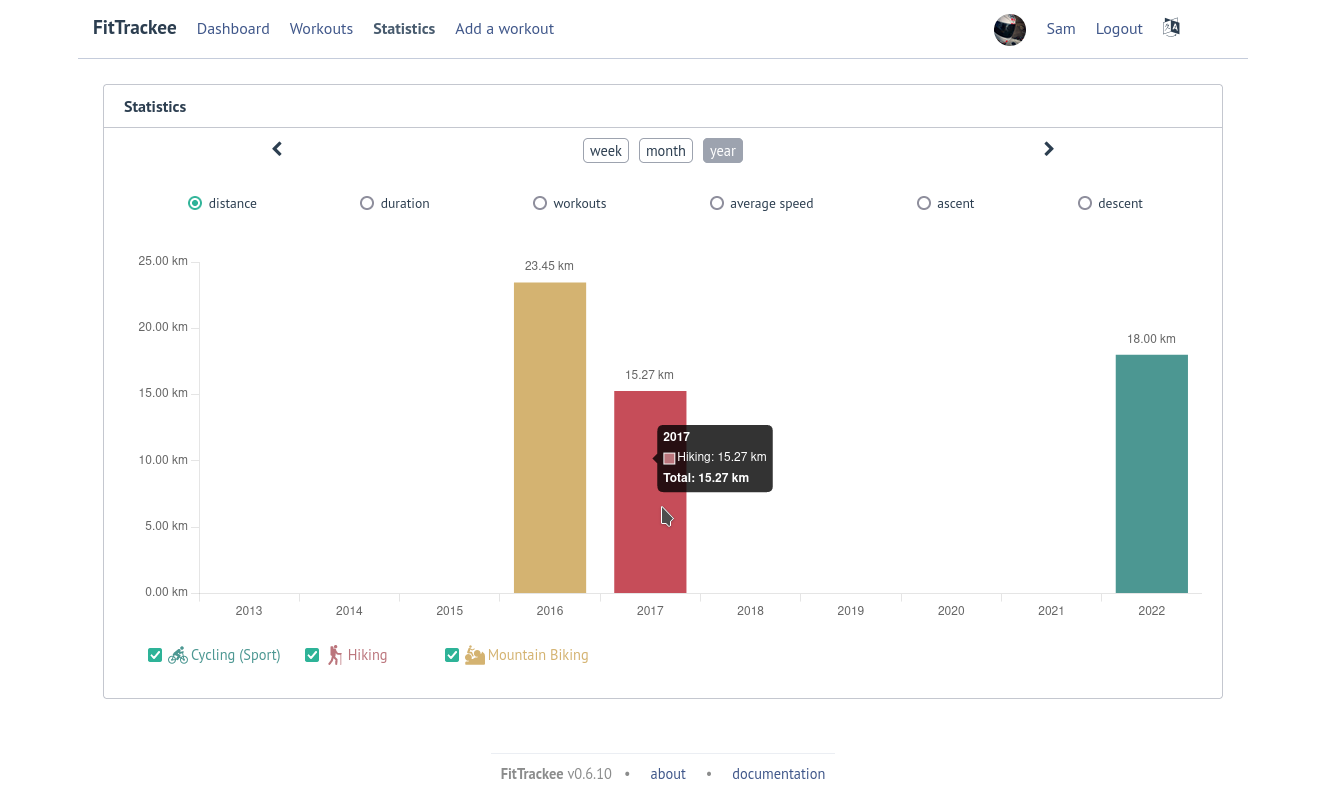 FitTrackee Dashboard Workouts Statistics Add a workout Sam Logout
Statistics
week month year
distance duration workouts average speed ascent descent
25.00 km
23.45 km
20.00 km
18.00 km
15.00 km
15.27 km
2017
Hiking: 15.27 km
Total: 15.27 km
10.00 km
5.00 km
0.00 km
2013 2014 2015 2016 2017 2018 2019 2020 2021 2022
Cycling (Sport) Hiking Mountain Biking
FitTrackee v0.6.10 • about • documentation